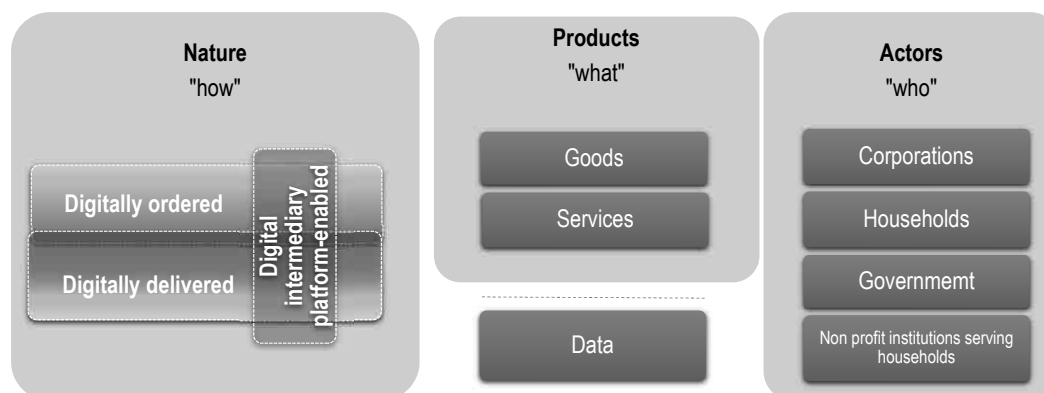 Nature
"how"
Digitally ordered
Digitally delivered
Digital
intermediary
platform-enabled
Products
"what"
Goods
Services
Data
Actors
"who"
Corporations
Households
Governmemt
Non profit institutions serving
households